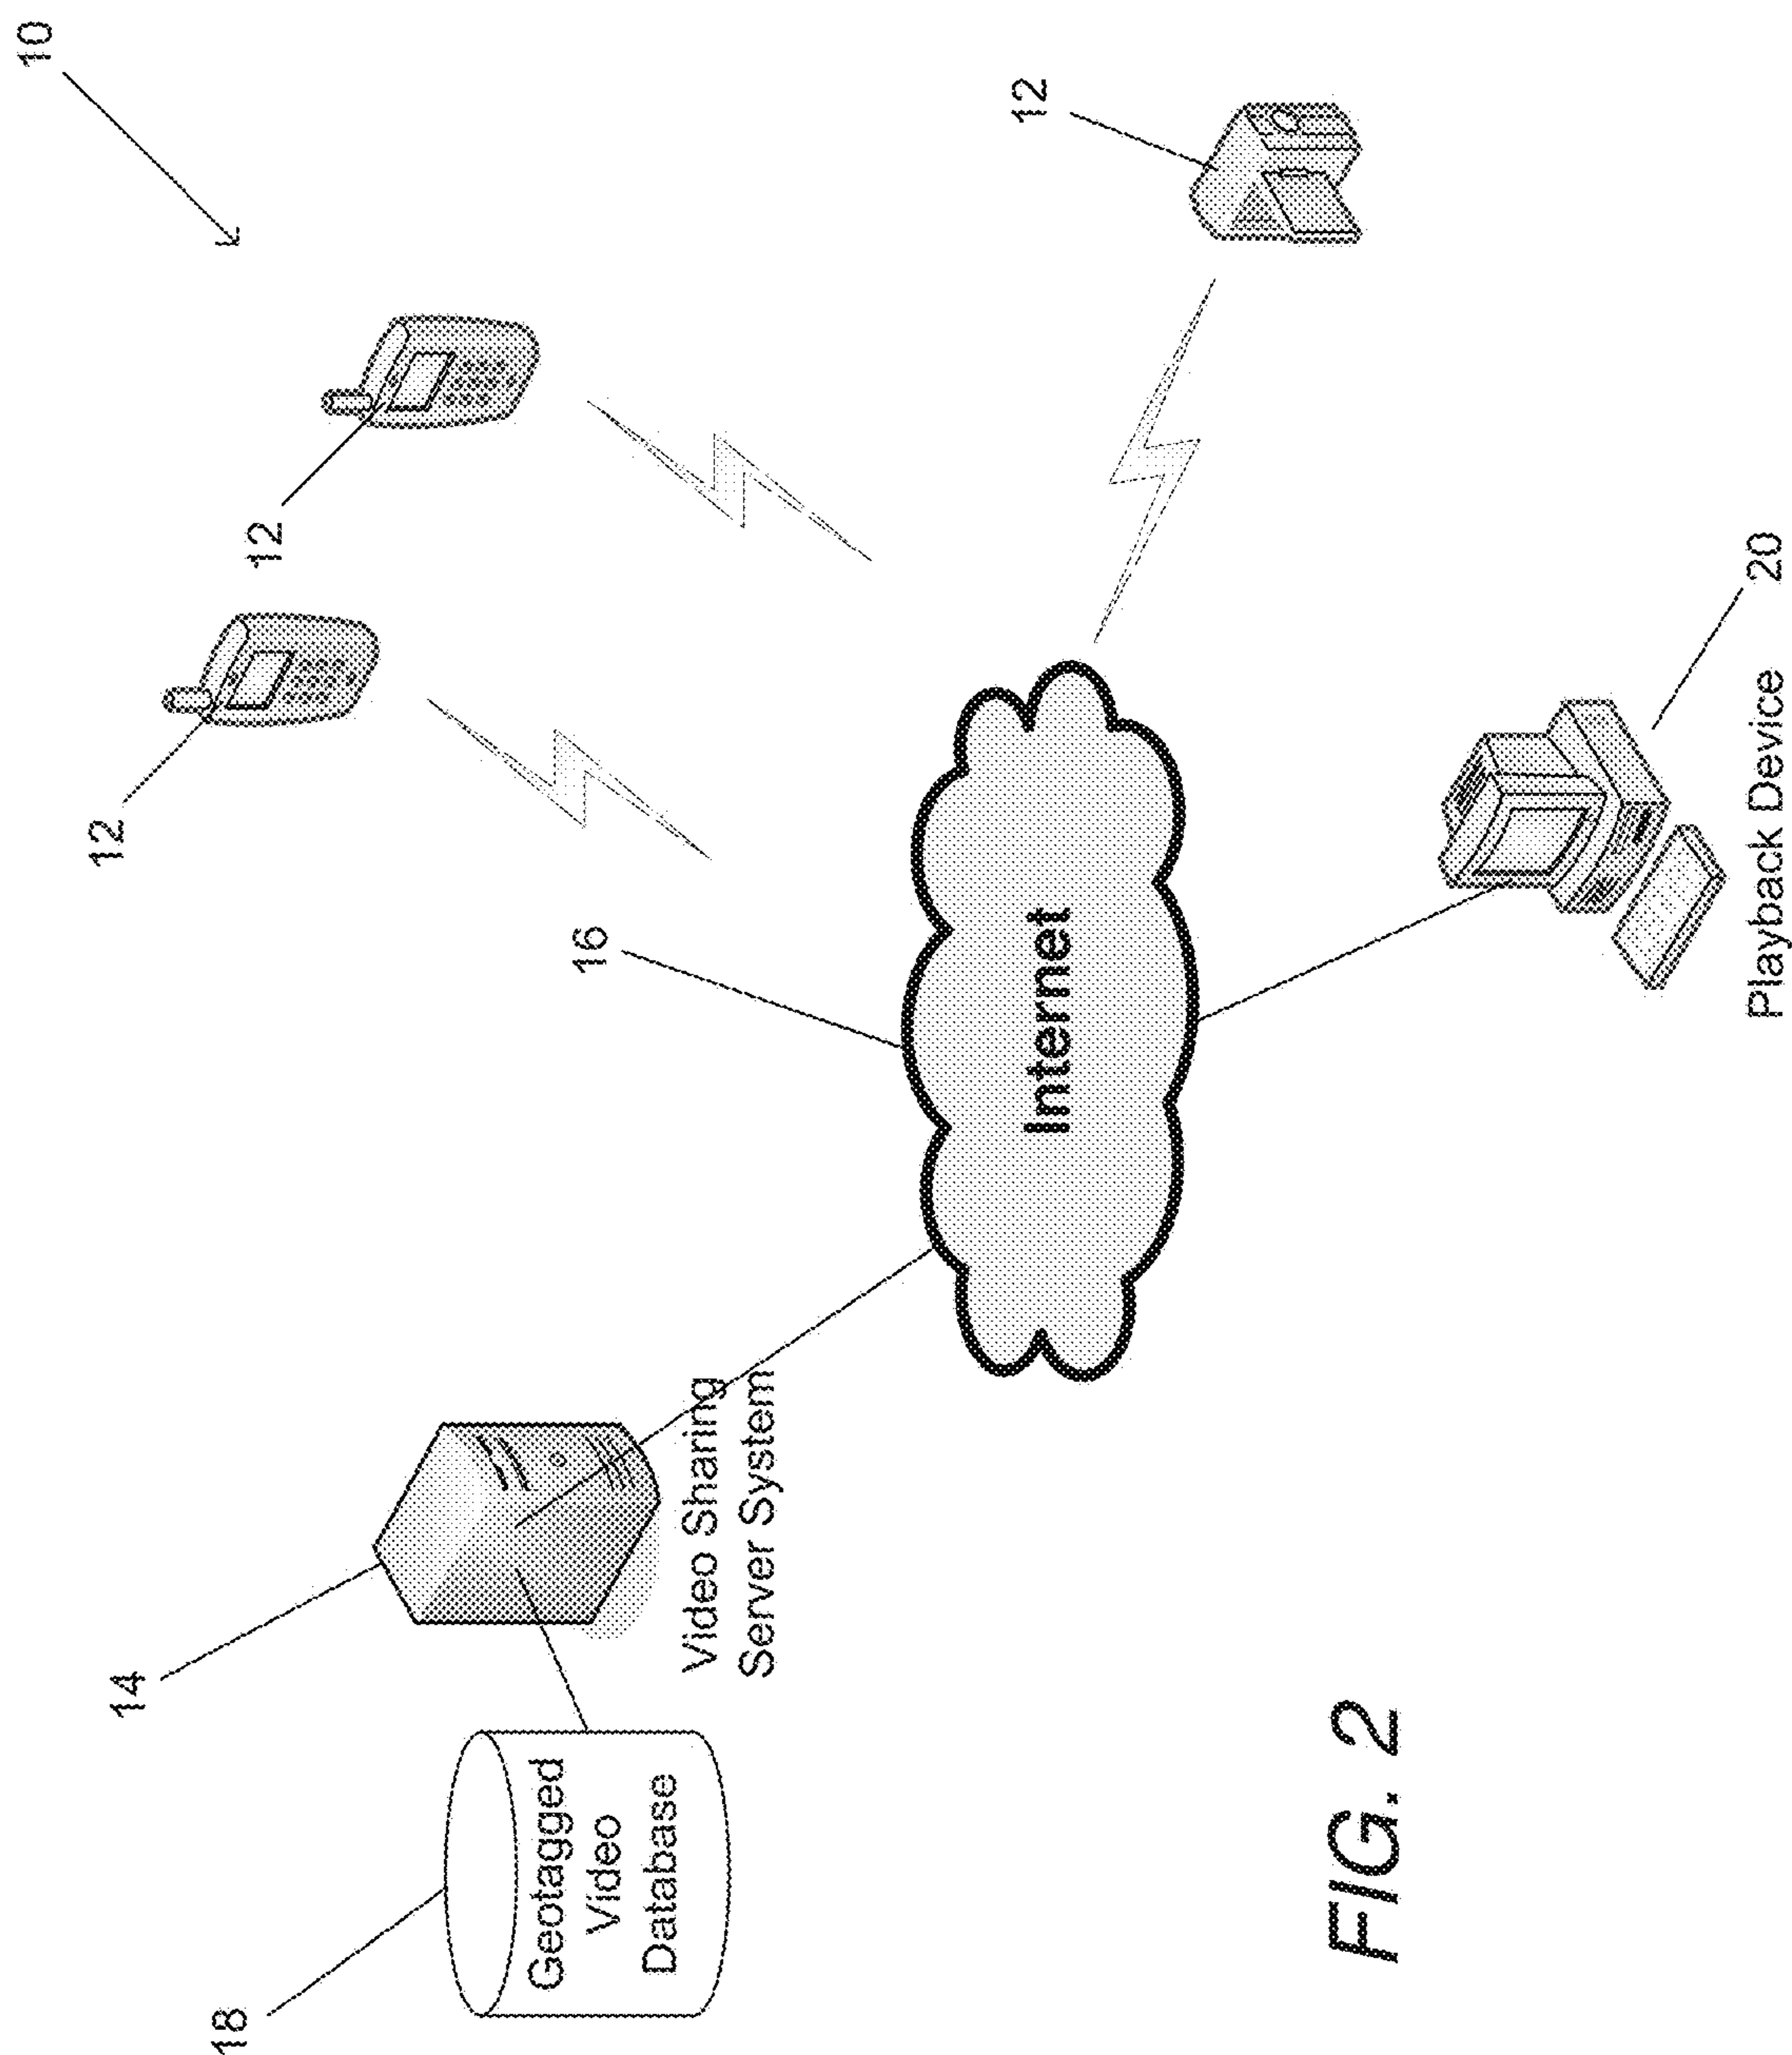 10
12
12
12
14
16
18
Geotagged
Video
Database
Video Sharing
Server System
Internet
20
Playback Device
FIG. 2